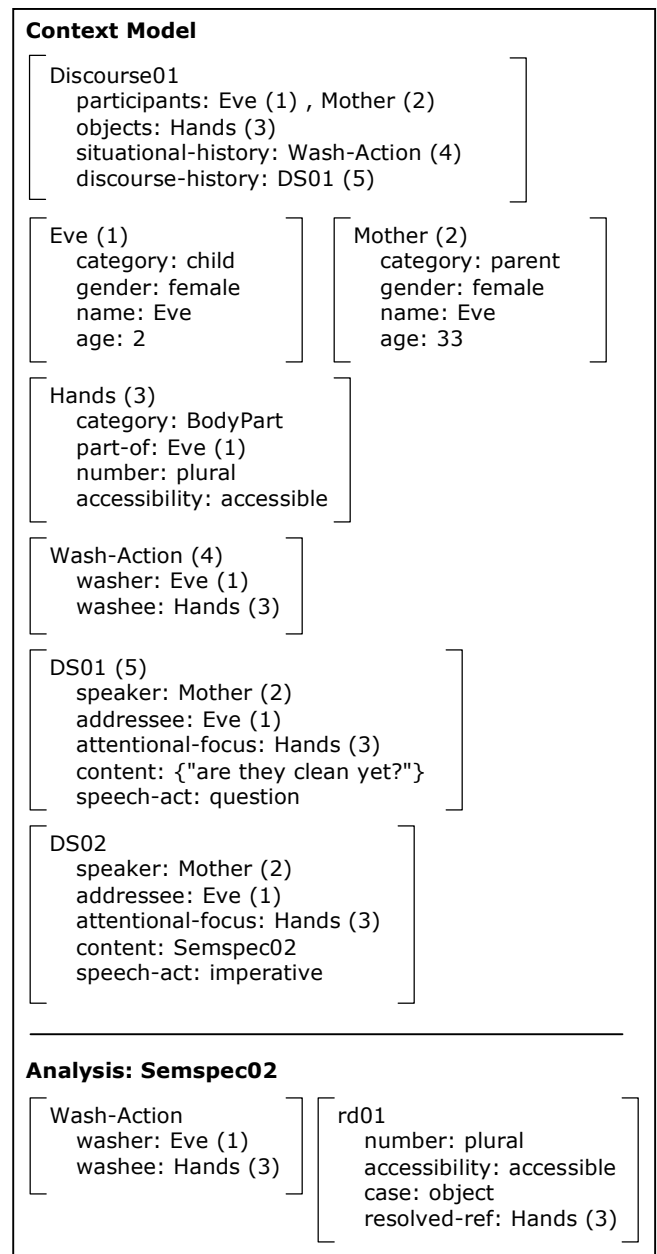 Context Model
Discourse01
participants: Eve (1) , Mother (2)
objects: Hands (3)
situational-history: Wash-Action (4)
discourse-history: DS01 (5)
Eve (1)
category: child
gender: female
name: Eve
age: 2
Mother (2)
category: parent
gender: female
name: Eve
age: 33
Hands (3)
category: BodyPart
part-of: Eve (1)
number: plural
accessibility: accessible
Wash-Action (4)
washer: Eve (1)
washee: Hands (3)
DS01 (5)
speaker: Mother (2)
addressee: Eve (1)
attentional-focus: Hands (3)
content: {"are they clean yet?"}
speech-act: question
DS02
speaker: Mother (2)
addressee: Eve (1)
attentional-focus: Hands (3)
content: Semspec02
speech-act: imperative
Analysis: Semspec02
Wash-Action
washer: Eve (1)
washee: Hands (3)
rd01
number: plural
accessibility: accessible
case: object
resolved-ref: Hands (3)